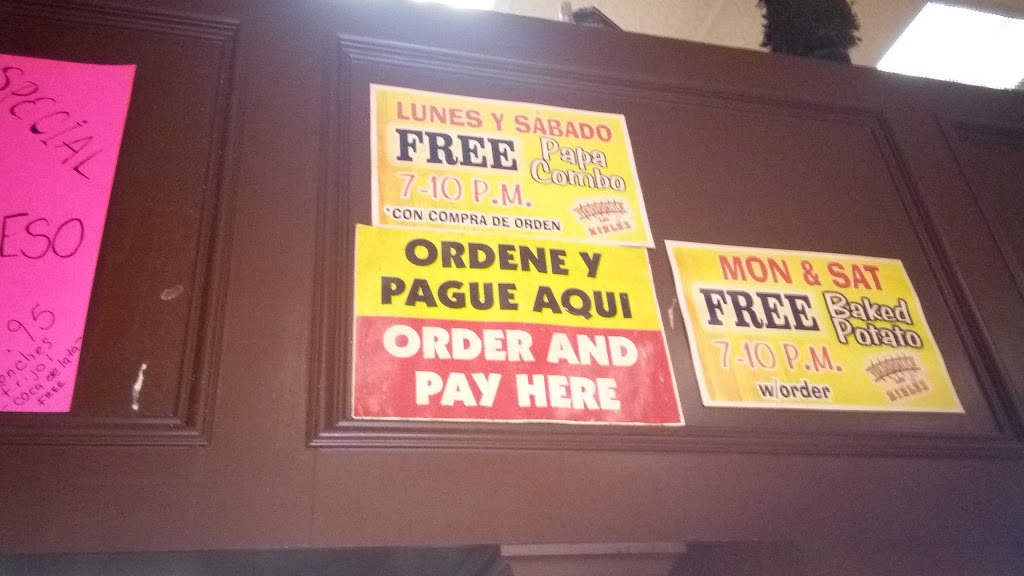 SPECIAL
ESO
.95
FREE
LUNES Y SÁBADO
FREE Papa Combo
7-10 P.M.
*CON COMPRA DE ORDEN
ORDENE Y
PAGUE AQUI
ORDER AND
PAY HERE
MON & SAT
FREE Baked Potato
7-10 P.M.
w/order